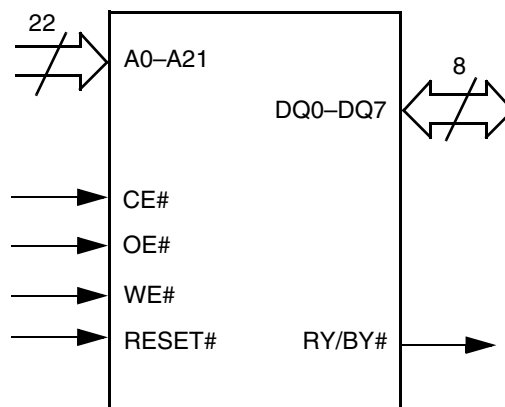 22
A0–A21
8
DQ0–DQ7
CE#
OE#
WE#
RESET#
RY/BY#